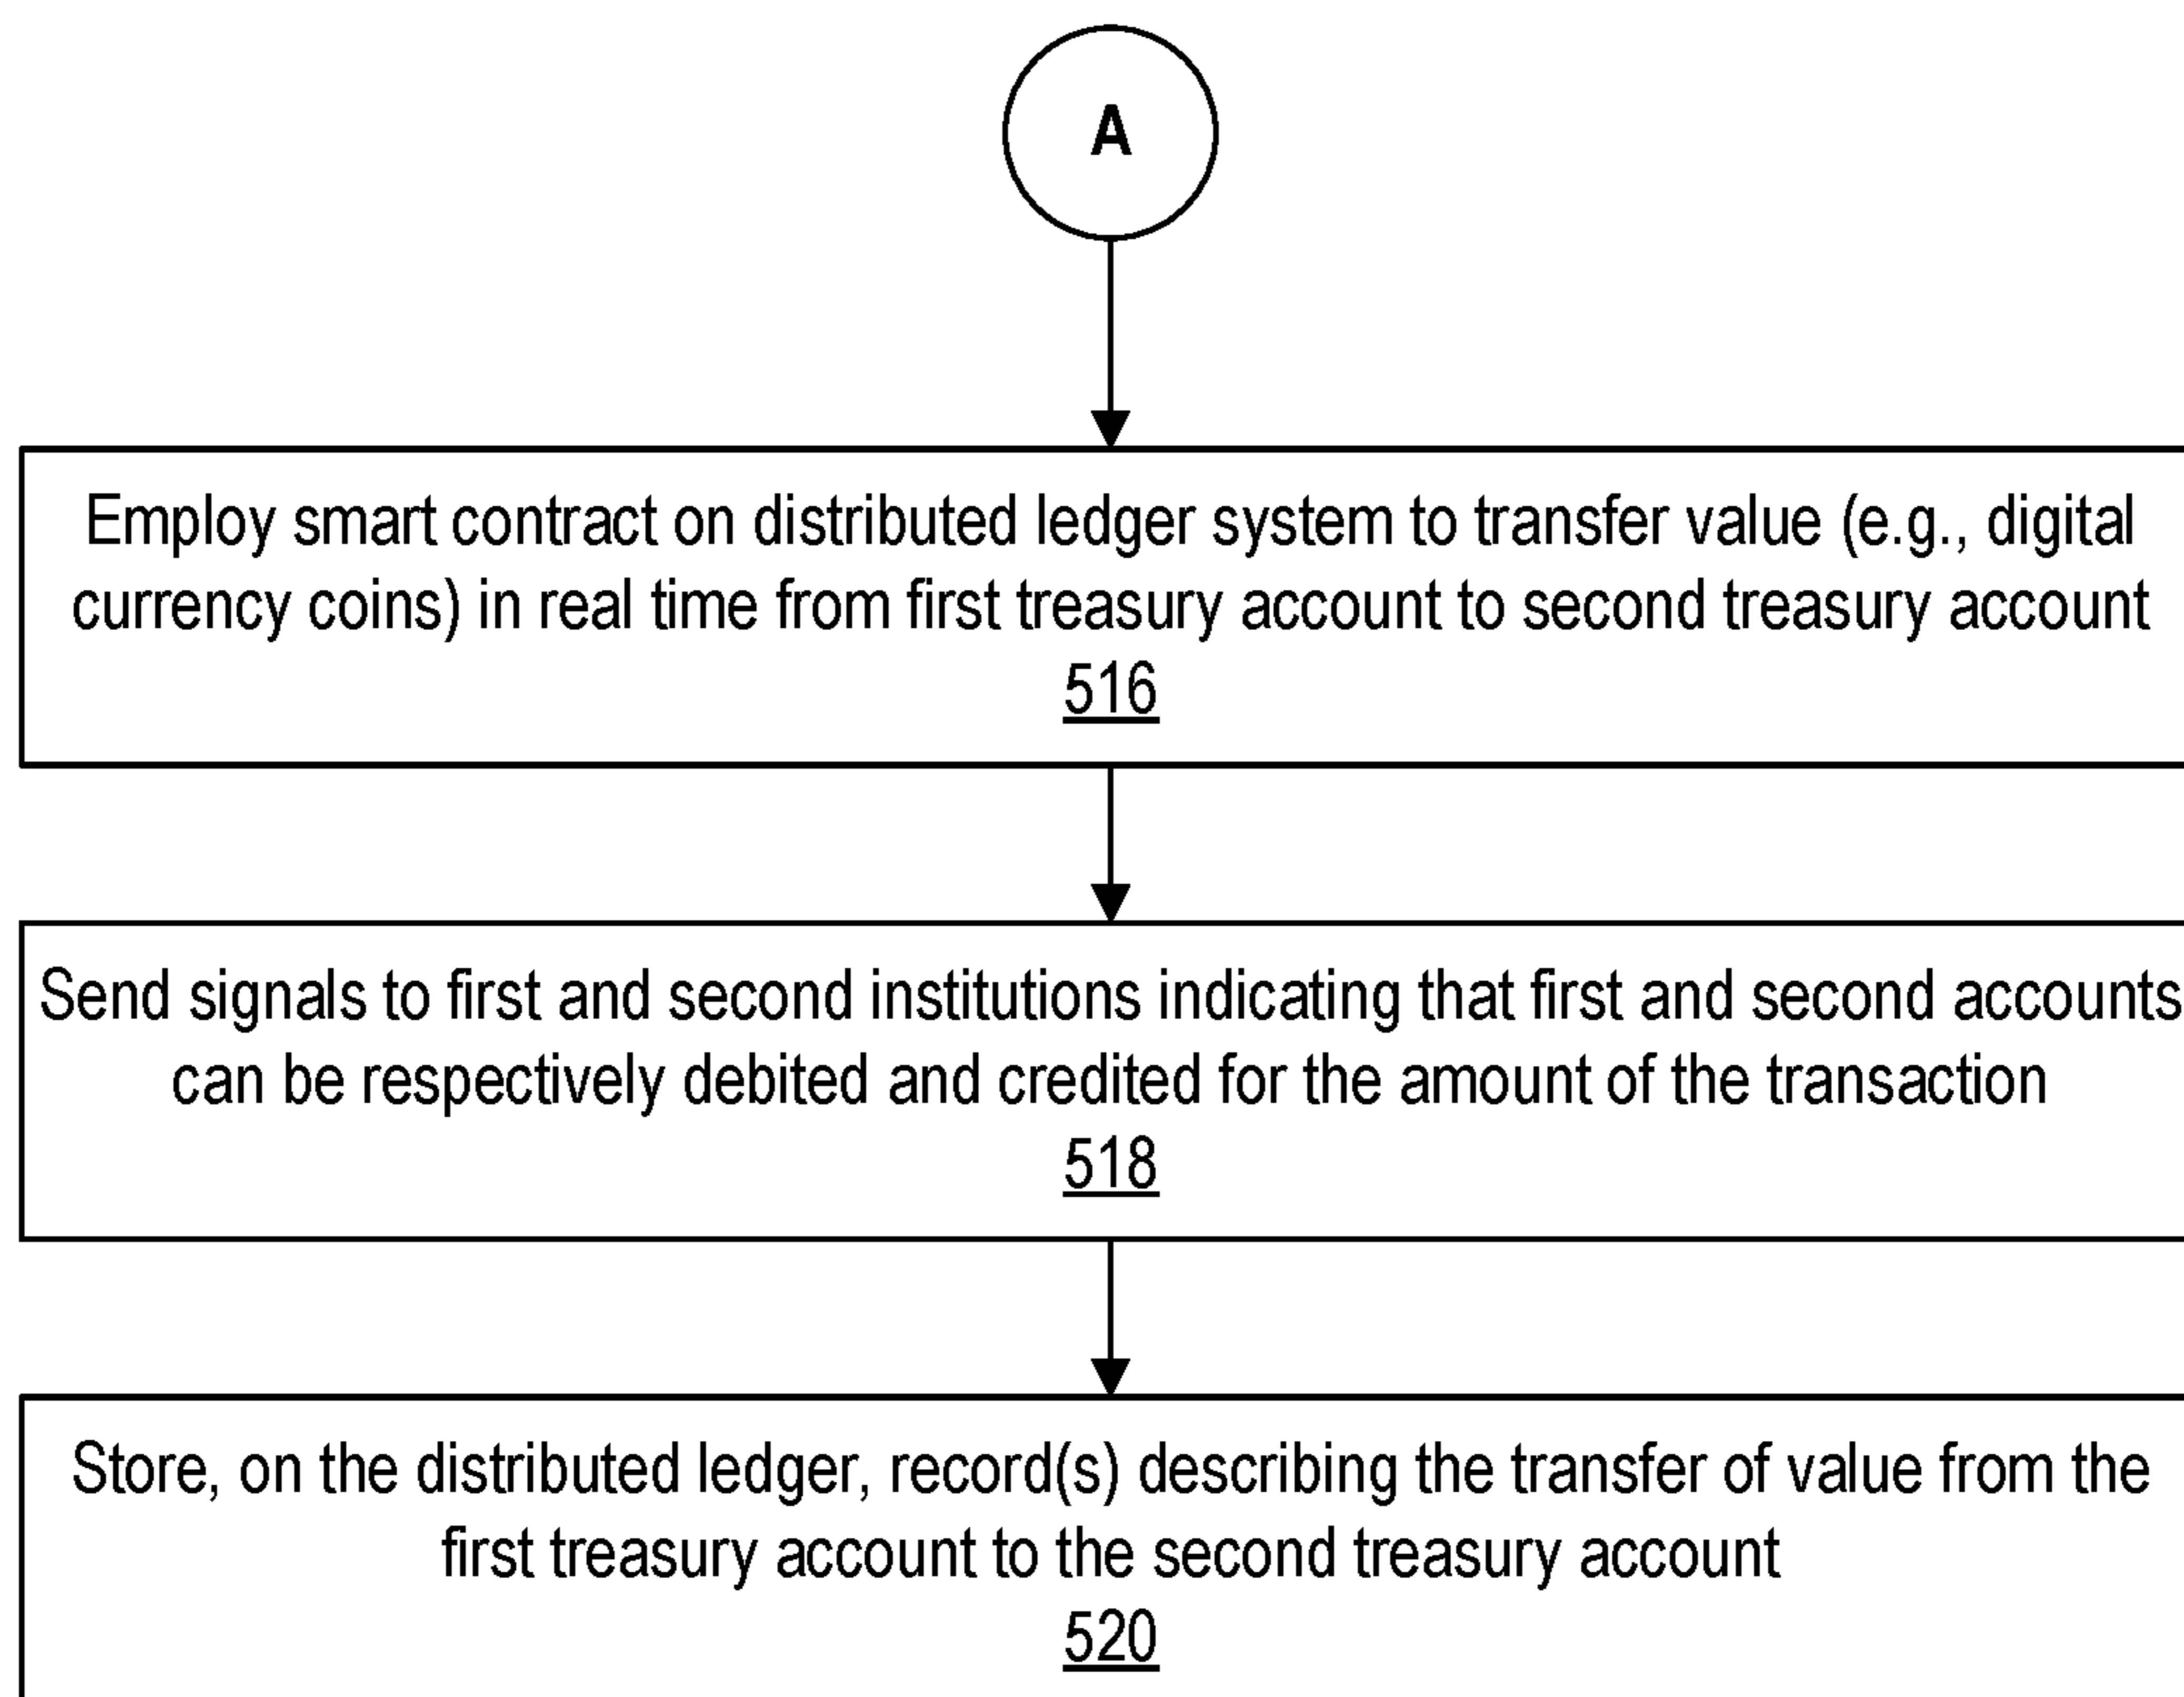 A
Employ smart contract on distributed ledger system to transfer value (e.g., digital
currency coins) in real time from first treasury account to second treasury account
516
Send signals to first and second institutions indicating that first and second accounts
can be respectively debited and credited for the amount of the transaction
518
Store, on the distributed ledger, record(s) describing the transfer of value from the
first treasury account to the second treasury account
520